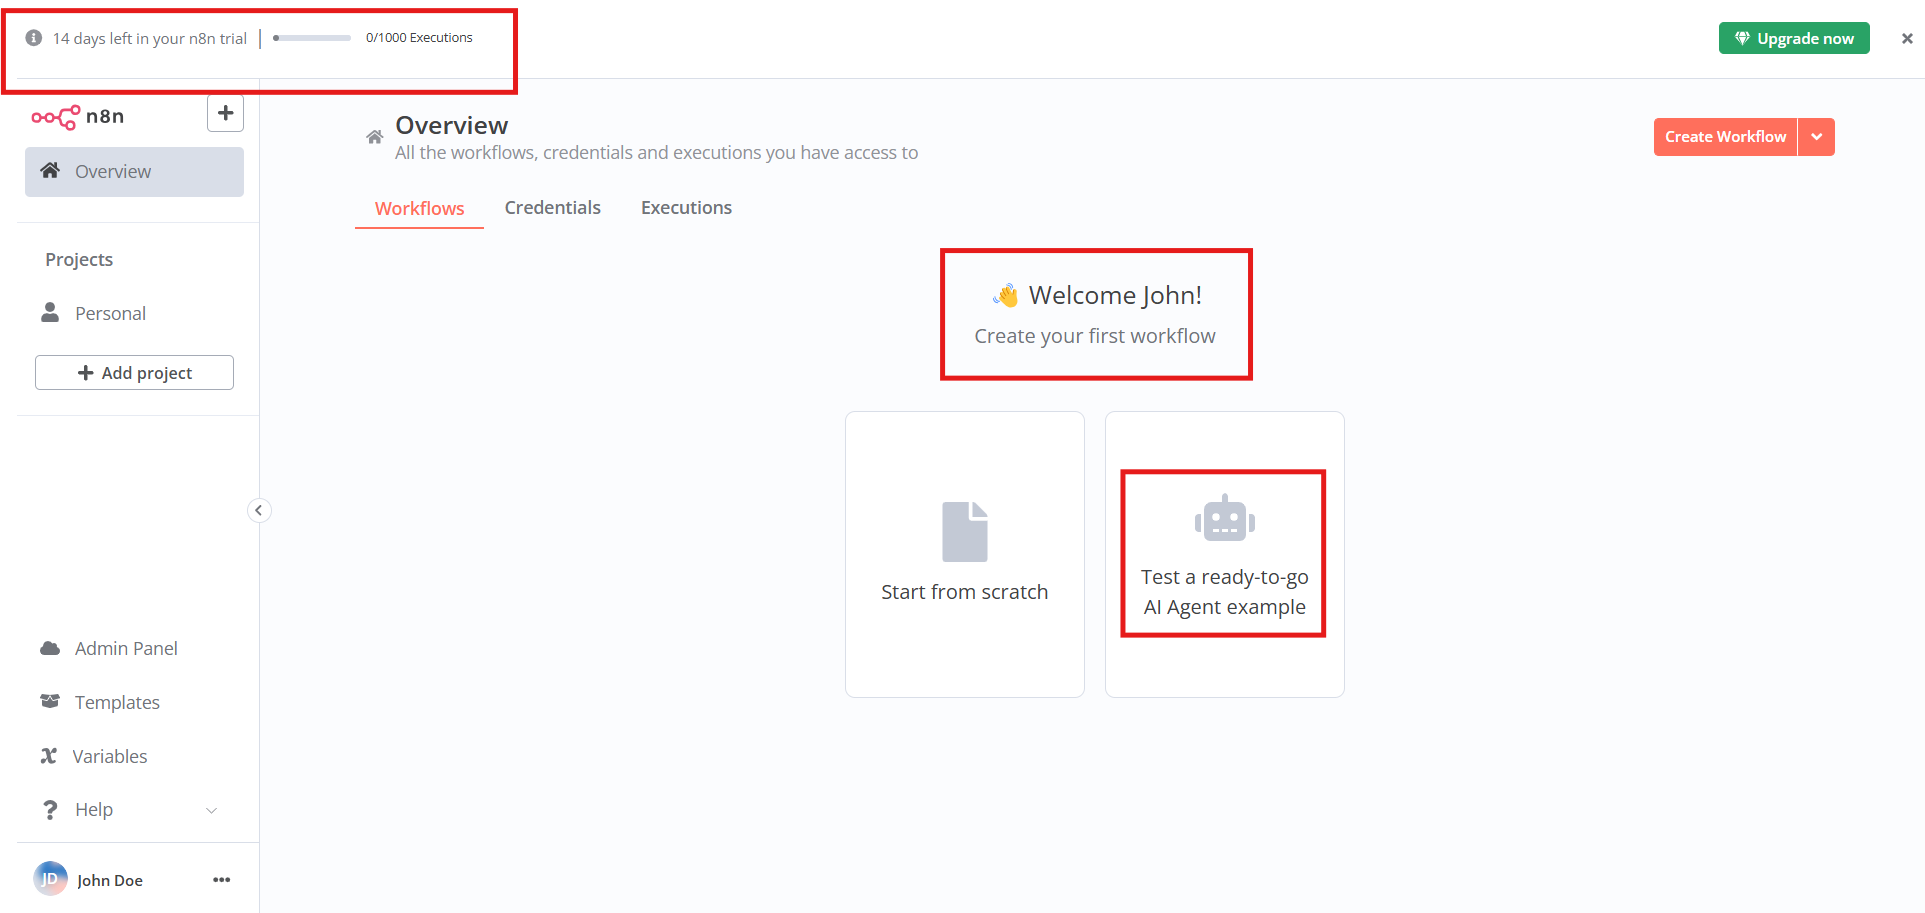 14 days left in your n8n trial
0/1000 Executions
Upgrade now
n8n
Overview
Projects
Personal
Add project
Admin Panel
Templates
Variables
Help
JD
John Doe
Overview
All the workflows, credentials and executions you have access to
Create Workflow
Workflows
Credentials
Executions
Welcome John!
Create your first workflow
Start from scratch
Test a ready-to-go
AI Agent example